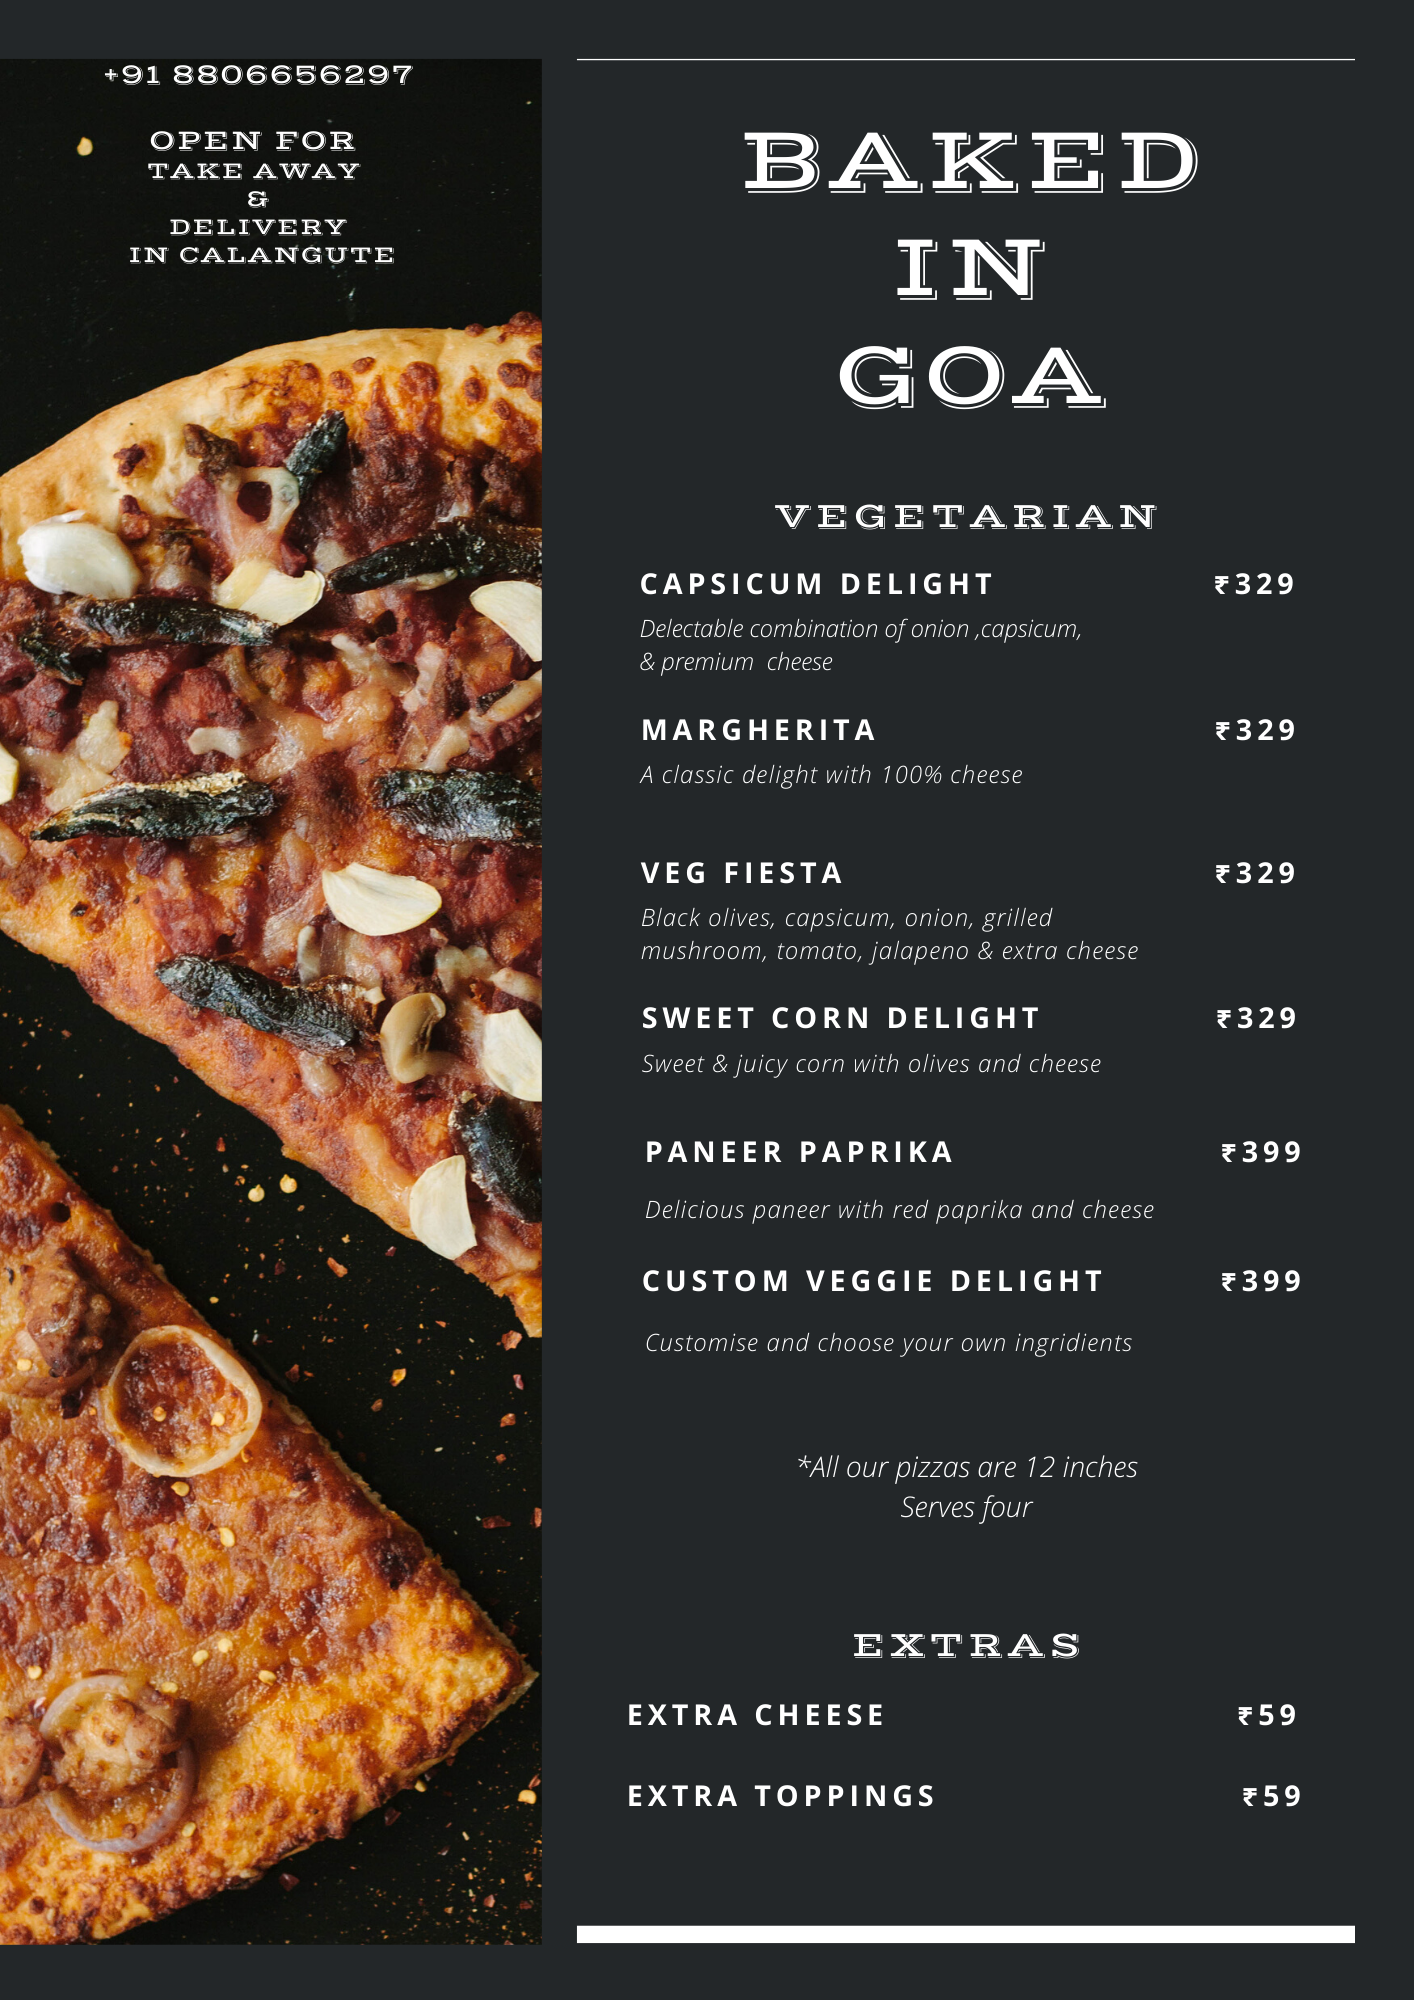 +91 8806656297
OPEN FOR
TAKE AWAY
&
DELIVERY
IN CALANGUTE
BAKED
IN
GOA
VEGETARIAN
CAPSICUM DELIGHT ₹329
Delectable combination of onion ,capsicum,
& premium cheese
MARGHERITA ₹329
A classic delight with 100% cheese
VEG FIESTA ₹329
Black olives, capsicum, onion, grilled
mushroom, tomato, jalapeno & extra cheese
SWEET CORN DELIGHT ₹329
Sweet & juicy corn with olives and cheese
PANEER PAPRIKA ₹399
Delicious paneer with red paprika and cheese
CUSTOM VEGGIE DELIGHT ₹399
Customise and choose your own ingridients
*All our pizzas are 12 inches
Serves four
EXTRAS
EXTRA CHEESE ₹59
EXTRA TOPPINGS ₹59